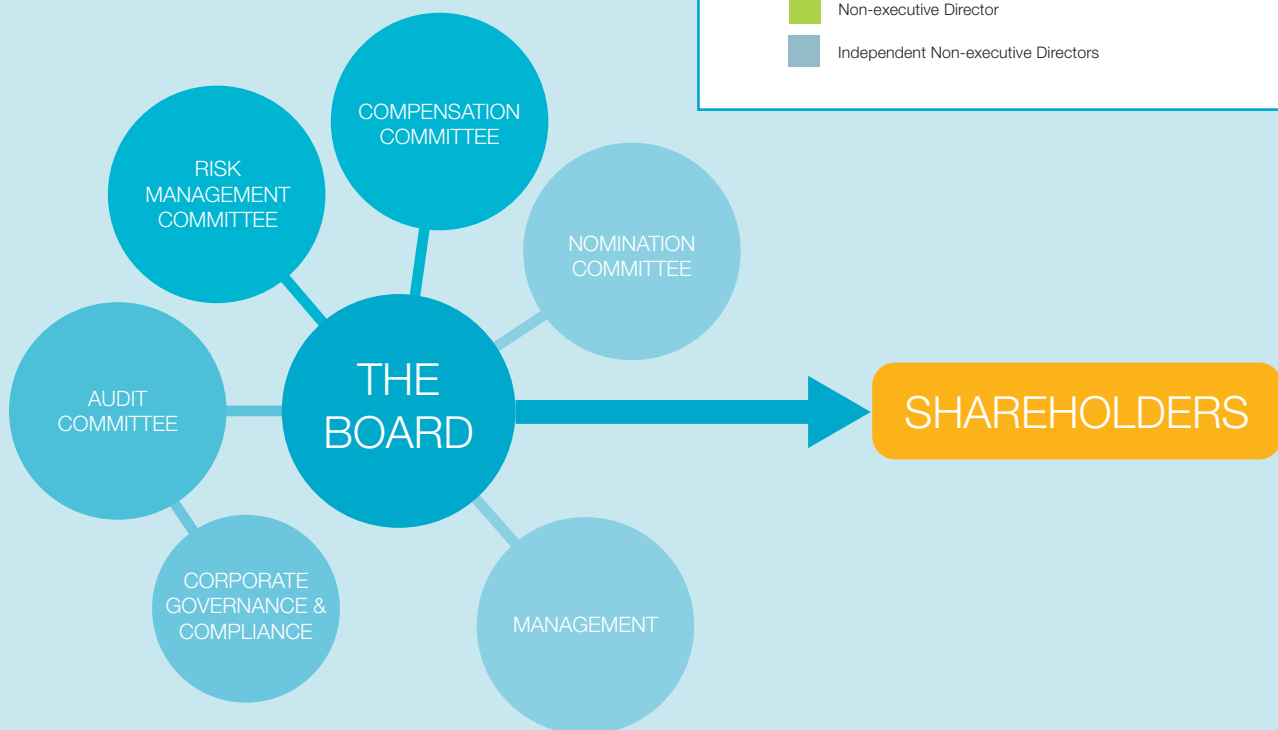 Non-executive Director
Independent Non-executive Directors
COMPENSATION
COMMITTEE
RISK
MANAGEMENT
COMMITTEE
NOMINATION
COMMITTEE
THE
BOARD
SHAREHOLDERS
AUDIT
COMMITTEE
CORPORATE
GOVERNANCE &
COMPLIANCE
MANAGEMENT